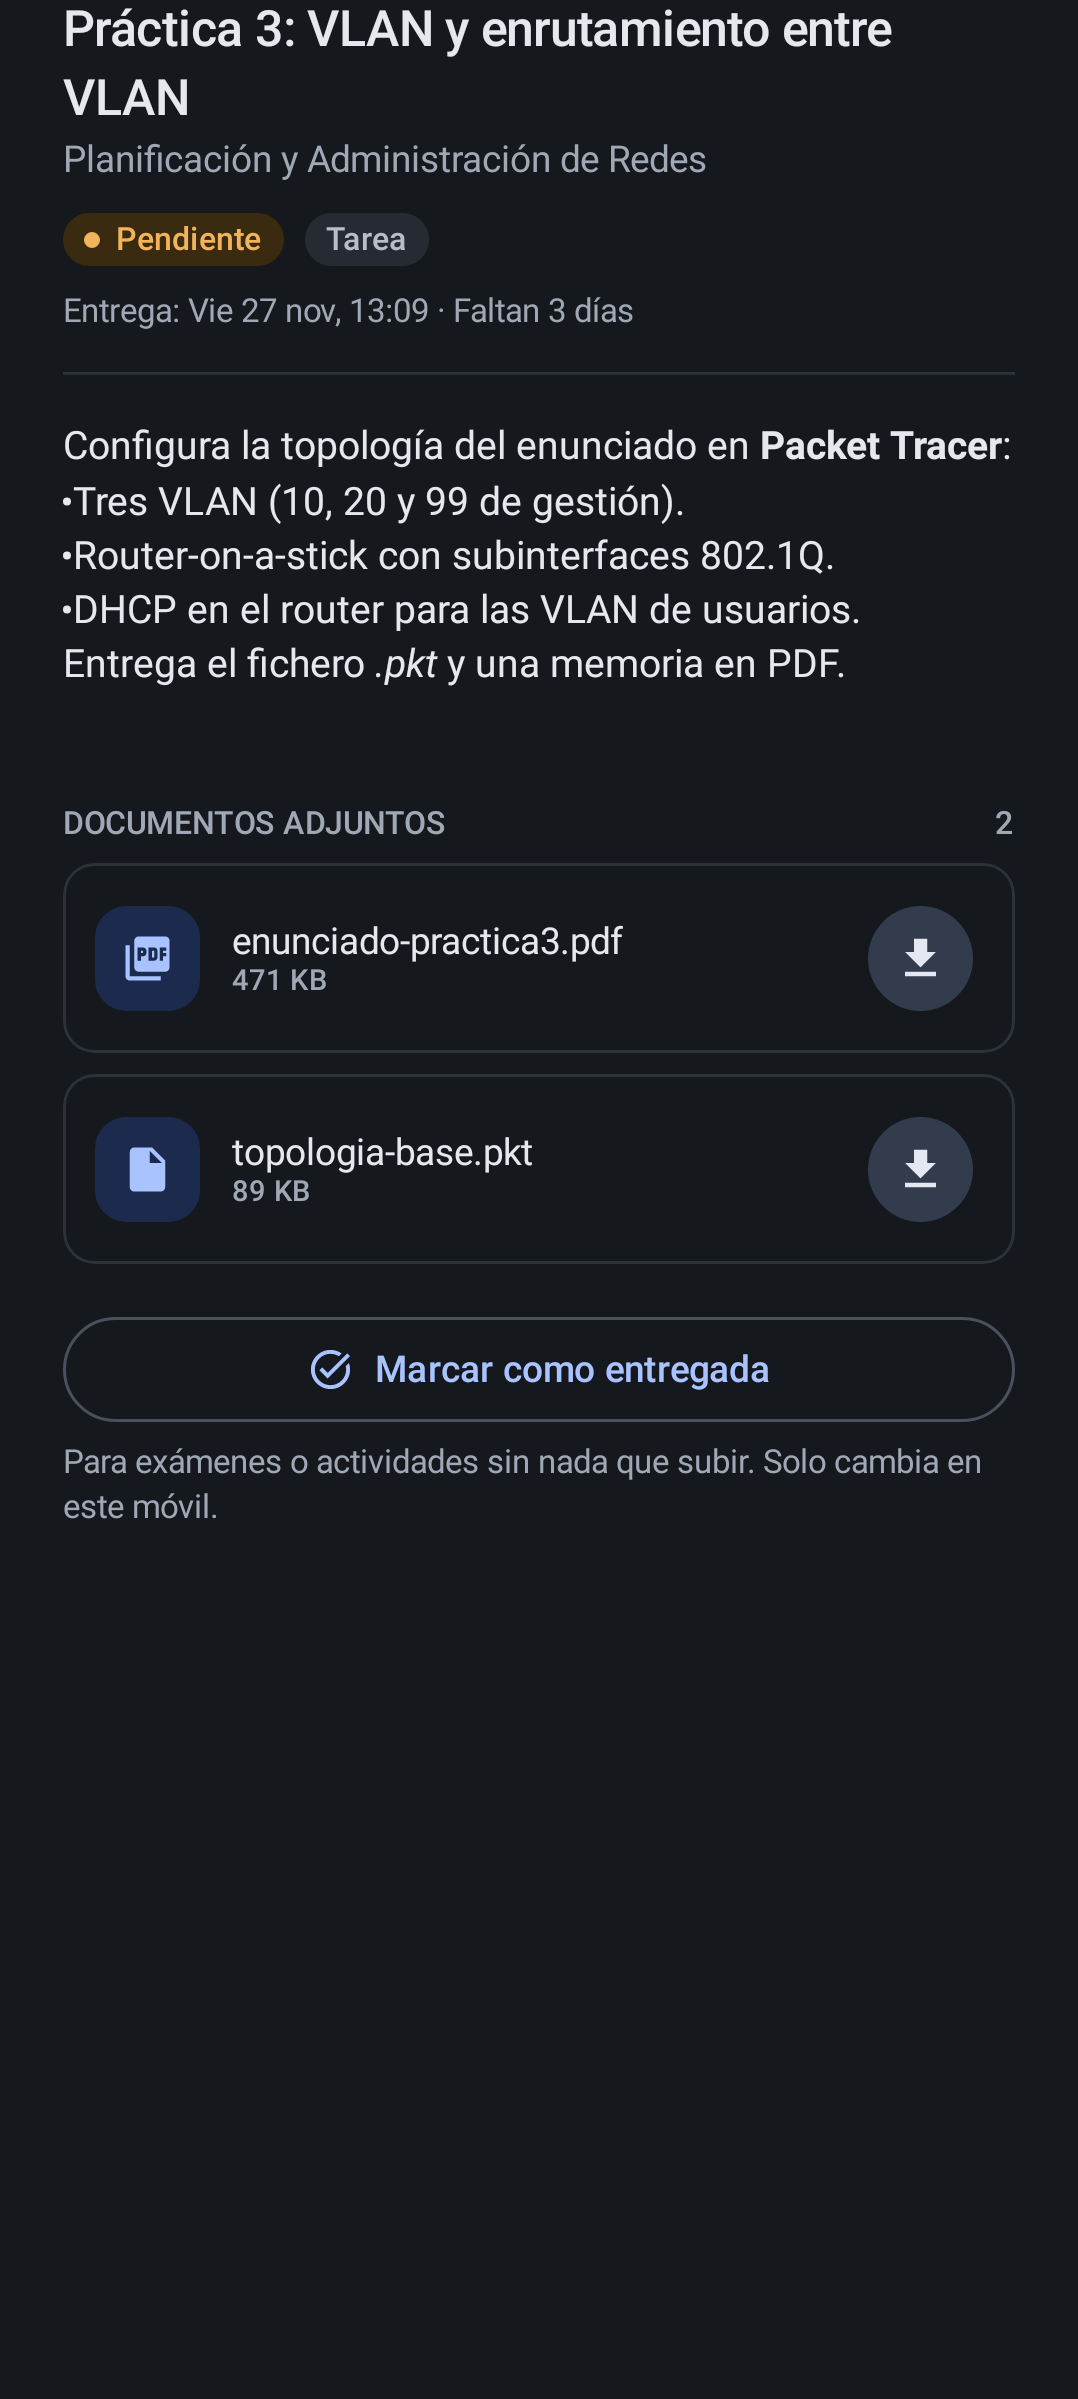 Práctica 3: VLAN y enrutamiento entre
VLAN
Planificación y Administración de Redes
Pendiente
Tarea
Entrega: Vie 27 nov, 13:09 · Faltan 3 días
Configura la topología del enunciado en Packet Tracer:
•Tres VLAN (10, 20 y 99 de gestión).
•Router-on-a-stick con subinterfaces 802.1Q.
•DHCP en el router para las VLAN de usuarios.
Entrega el fichero .pkt y una memoria en PDF.
DOCUMENTOS ADJUNTOS 2
PDF
enunciado-practica3.pdf
471 KB
topologia-base.pkt
89 KB
Marcar como entregada
Para exámenes o actividades sin nada que subir. Solo cambia en
este móvil.